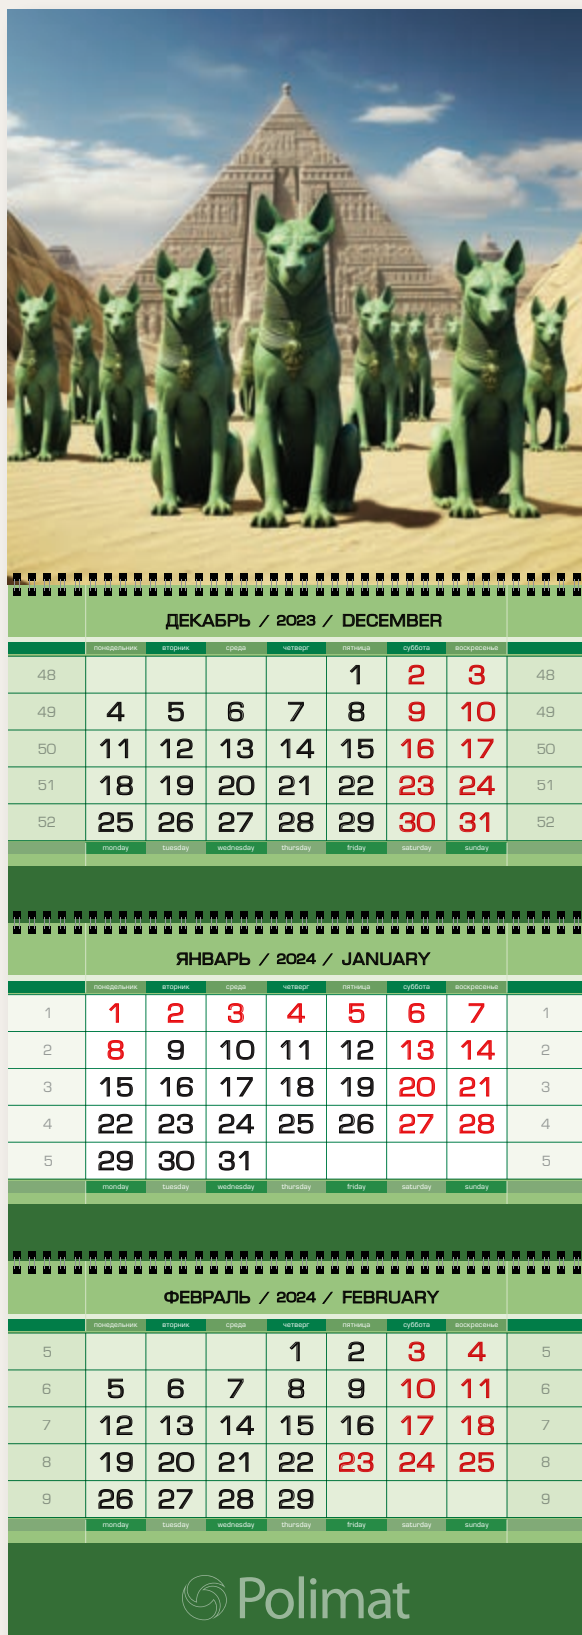 ДЕКАБРЬ / 2023 / DECEMBER
понедельник вторник среда четверг пятница суббота воскресенье
48 1 2 3 48
49 4 5 6 7 8 9 10 49
50 11 12 13 14 15 16 17 50
51 18 19 20 21 22 23 24 51
52 25 26 27 28 29 30 31 52
monday tuesday wednesday thursday friday saturday sunday
ЯНВАРЬ / 2024 / JANUARY
понедельник вторник среда четверг пятница суббота воскресенье
1 1 2 3 4 5 6 7 1
2 8 9 10 11 12 13 14 2
3 15 16 17 18 19 20 21 3
4 22 23 24 25 26 27 28 4
5 29 30 31 5
monday tuesday wednesday thursday friday saturday sunday
ФЕВРАЛЬ / 2024 / FEBRUARY
понедельник вторник среда четверг пятница суббота воскресенье
5 1 2 3 4 5
6 5 6 7 8 9 10 11 6
7 12 13 14 15 16 17 18 7
8 19 20 21 22 23 24 25 8
9 26 27 28 29 9
monday tuesday wednesday thursday friday saturday sunday
Polimat